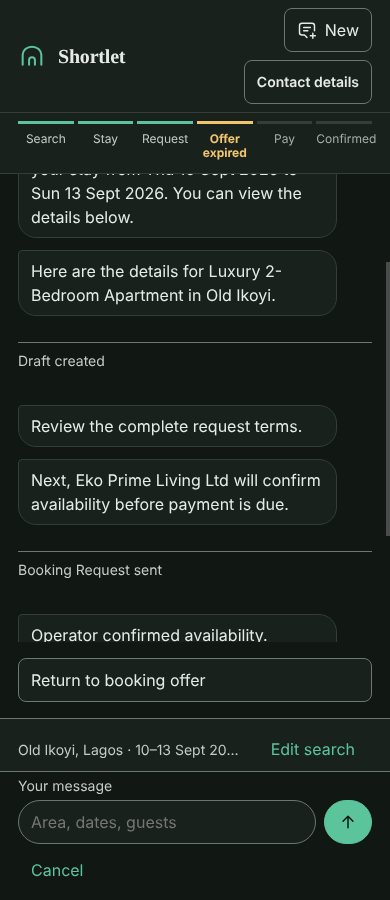 New
Shortlet
Contact details
Search
Stay
Request
Offer
expired
Pay
Confirmed
Sun 13 Sept 2026. You can view the
details below.
Here are the details for Luxury 2-
Bedroom Apartment in Old Ikoyi.
Draft created
Review the complete request terms.
Next, Eko Prime Living Ltd will confirm
availability before payment is due.
Booking Request sent
Operator confirmed availability.
Return to booking offer
Old Ikoyi, Lagos · 10–13 Sept 20...
Edit search
Your message
Area, dates, guests
Cancel